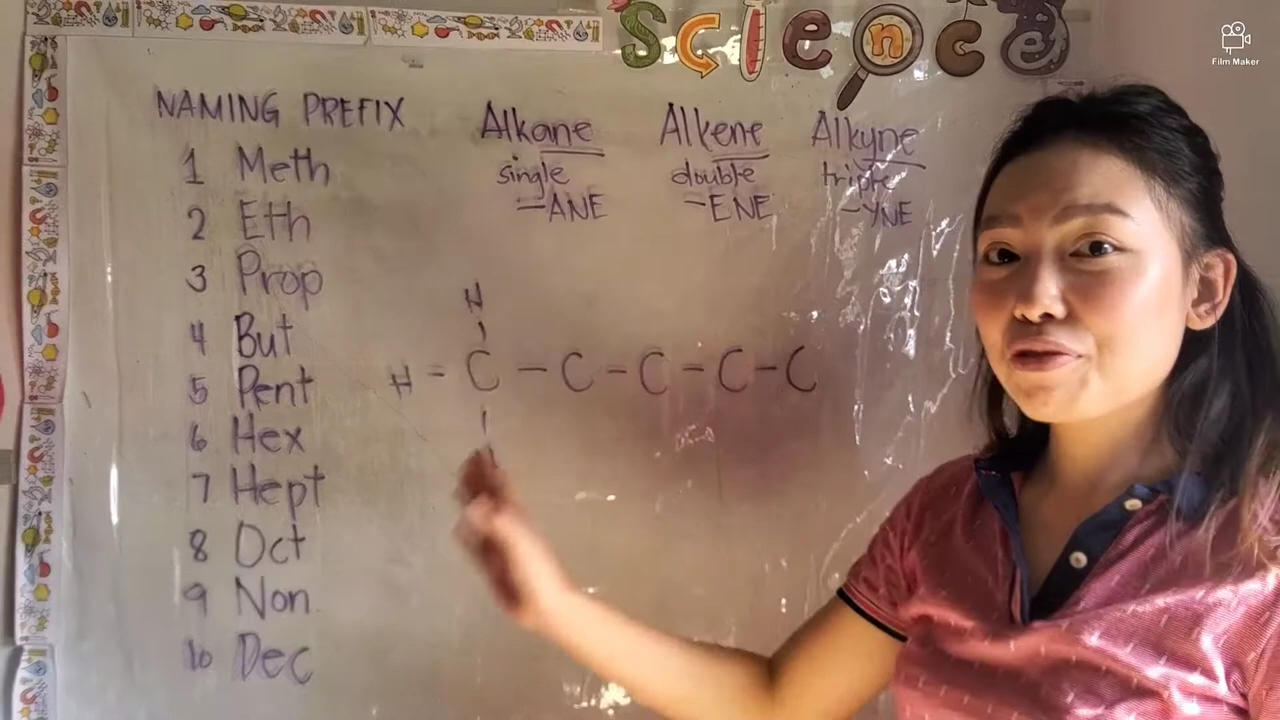 Science
Film Maker
NAMING PREFIX
1 Meth
2 Eth
3 Prop
4 But
5 Pent
6 Hex
7 Hept
8 Oct
9 Non
10 Dec
Alkane
single
-ANE
Alkene
double
-ENE
Alkyne
triple
-YNE
H
H - C - C - C - C - C